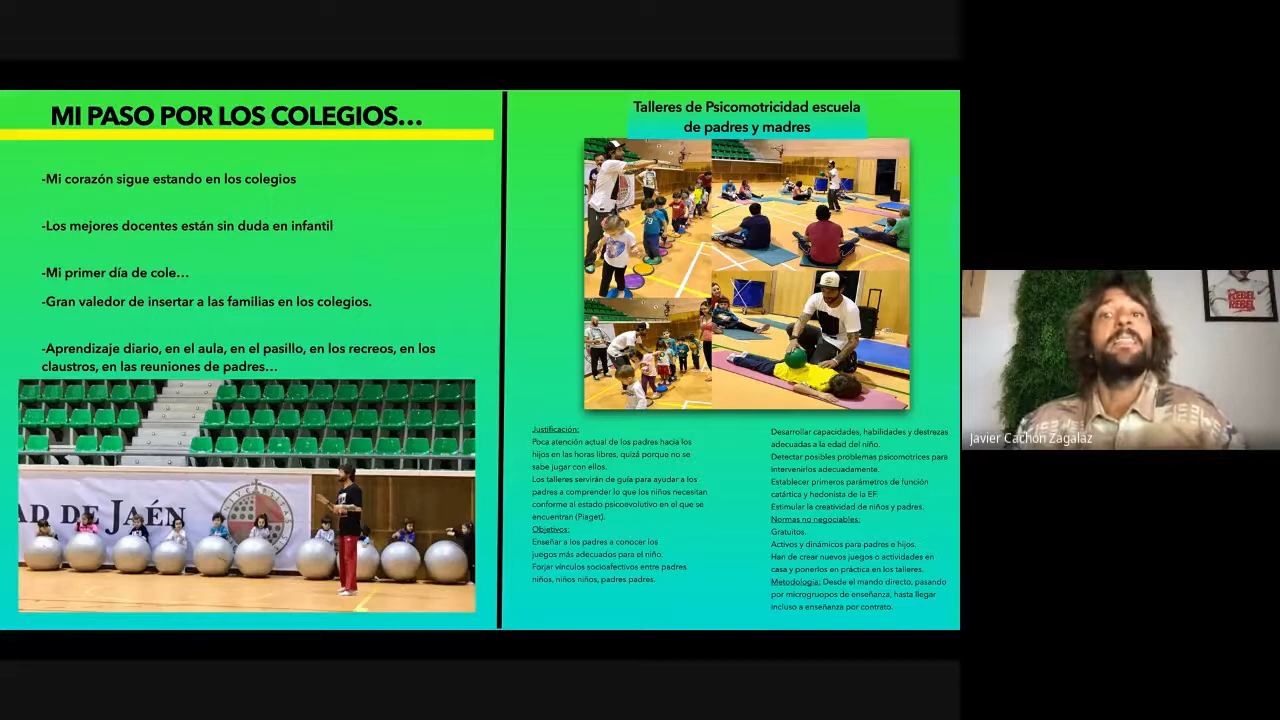 MI PASO POR LOS COLEGIOS...
-Mi corazón sigue estando en los colegios
-Los mejores docentes están sin duda en infantil
-Mi primer día de cole...
-Gran valedor de insertar a las familias en los colegios.
-Aprendizaje diario, en el aula, en el pasillo, en los recreos, en los
claustros, en las reuniones de padres...
AD DE JAÉN
Talleres de Psicomotricidad escuela
de padres y madres
Justificación:
Poca atención actual de los padres hacia los
hijos en las horas libres, quizá porque no se
sabe jugar con ellos.
Los talleres servirán de guía para ayudar a los
padres a comprender lo que los niños necesitan
conforme al estado psicoevolutivo en el que se
encuentran (Piaget).
Objetivos:
Enseñar a los padres a conocer los
juegos más adecuados para el niño.
Forjar vínculos socioafectivos entre padres
niños, niños niños, padres padres.
Desarrollar capacidades, habilidades y destrezas
adecuadas a la edad del niño.
Detectar posibles problemas psicomotrices para
intervenirlos adecuadamente.
Establecer primeros parámetros de función
catártica y hedonista de la EF.
Estimular la creatividad de niños y padres.
Normas no negociables:
Gratuitos.
Activos y dinámicos para padres e hijos.
Han de crear nuevos juegos o actividades en
casa y ponerlos en práctica en los talleres.
Metodología: Desde el mando directo, pasando
por microgruopos de enseñanza, hasta llegar
incluso a enseñanza por contrato.
REBEL
REBEL
Javier Cachón Zagalaz